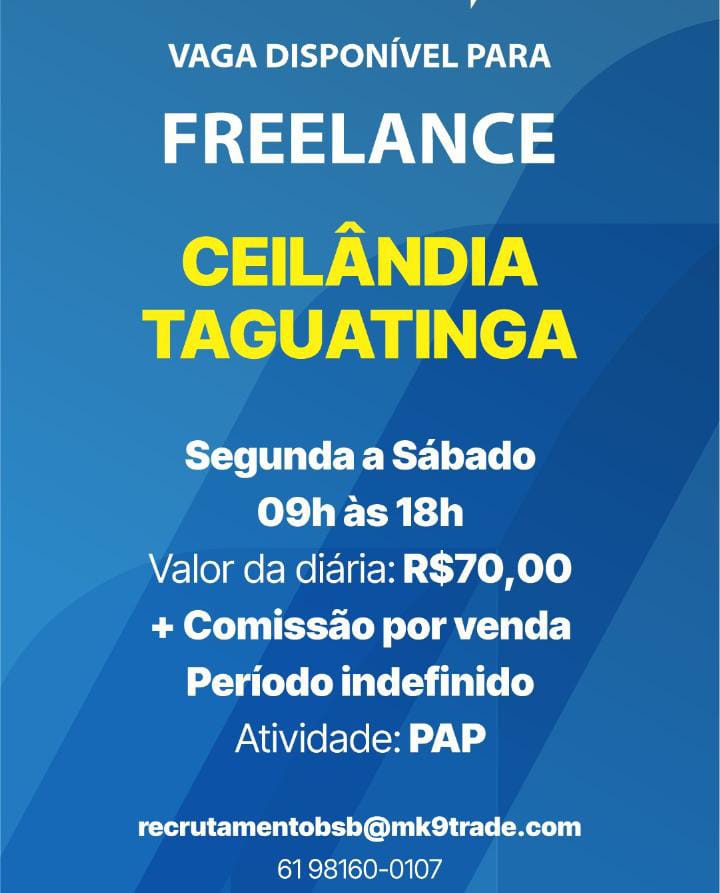 VAGA DISPONÍVEL PARA
FREELANCE
CEILÂNDIA
TAGUATINGA
Segunda a Sábado
09h às 18h
Valor da diária: R$70,00
+ Comissão por venda
Período indefinido
Atividade: PAP
recrutamentobsb@mk9trade.com
61 98160-0107